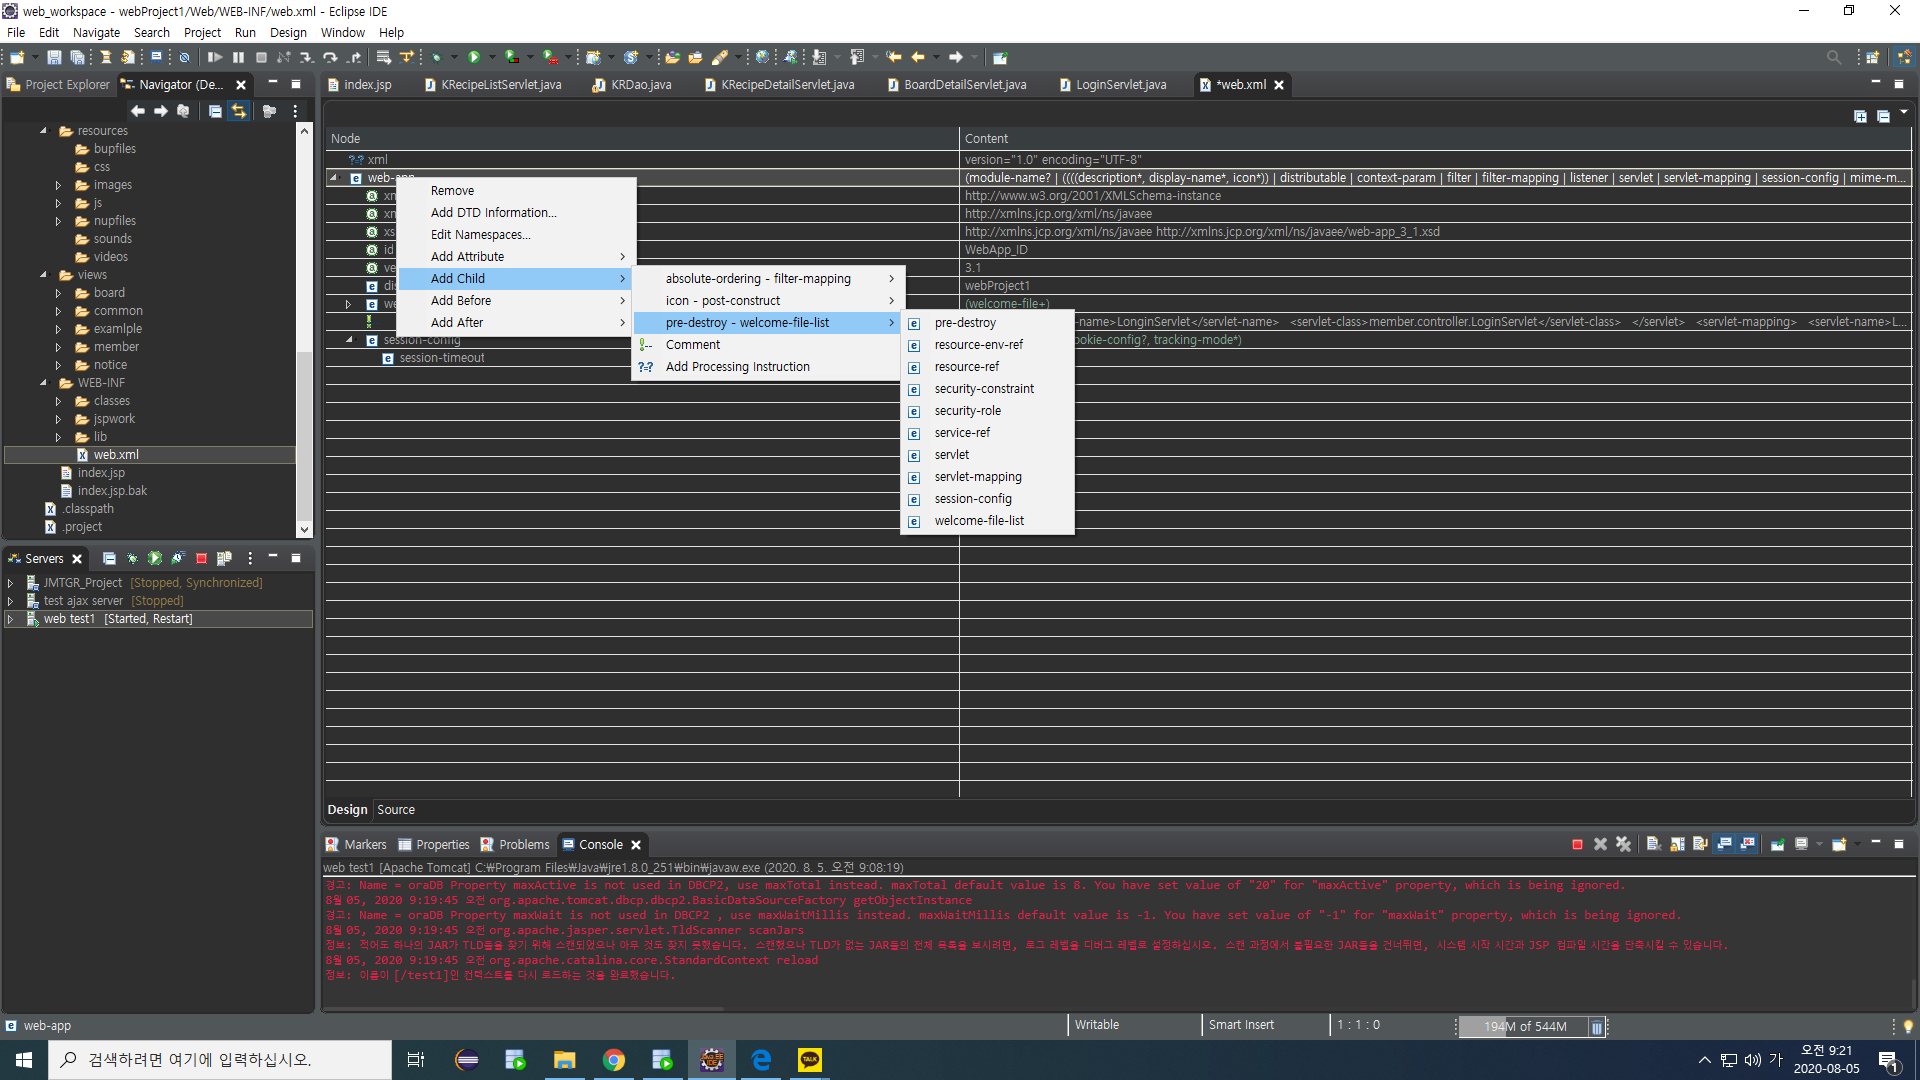 web_workspace - webProject1/Web/WEB-INF/web.xml - Eclipse IDE
File Edit Navigate Search Project Run Design Window Help
Project Explorer
Navigator (De...
index.jsp
KRecipeListServlet.java
KRDao.java
KRecipeDetailServlet.java
BoardDetailServlet.java
LoginServlet.java
*web.xml
resources
bupfiles
css
images
js
nupfiles
sounds
videos
views
board
common
examlple
member
notice
WEB-INF
classes
jspwork
lib
web.xml
index.jsp
index.jsp.bak
.classpath
.project
Node
Content
xml
version="1.0" encoding="UTF-8"
web-app
(module-name? | ((((description*, display-name*, icon*)) | distributable | context-param | filter | filter-mapping | listener | servlet | servlet-mapping | session-config | mime-m...
http://www.w3.org/2001/XMLSchema-instance
http://xmlns.jcp.org/xml/ns/javaee
http://xmlns.jcp.org/xml/ns/javaee http://xmlns.jcp.org/xml/ns/javaee/web-app_3_1.xsd
id
WebApp_ID
3.1
webProject1
(welcome-file+)
name>LonginServlet</servlet-name> <servlet-class>member.controller.LoginServlet</servlet-class> </servlet> <servlet-mapping> <servlet-name>L...
session-config
ookie-config?, tracking-mode*)
session-timeout
Remove
Add DTD Information...
Edit Namespaces...
Add Attribute
Add Child
Add Before
Add After
absolute-ordering - filter-mapping
icon - post-construct
pre-destroy - welcome-file-list
Comment
Add Processing Instruction
pre-destroy
resource-env-ref
resource-ref
security-constraint
security-role
service-ref
servlet
servlet-mapping
session-config
welcome-file-list
Design Source
Servers
JMTGR_Project [Stopped, Synchronized]
test ajax server [Stopped]
web test1 [Started, Restart]
Markers Properties Problems Console
web test1 [Apache Tomcat] C:₩Program Files₩Java₩jre1.8.0_251₩bin₩javaw.exe (2020. 8. 5. 오전 9:08:19)
경고: Name = oraDB Property maxActive is not used in DBCP2, use maxTotal instead. maxTotal default value is 8. You have set value of "20" for "maxActive" property, which is being ignored.
8월 05, 2020 9:19:45 오전 org.apache.tomcat.dbcp.dbcp2.BasicDataSourceFactory getObjectInstance
경고: Name = oraDB Property maxWait is not used in DBCP2 , use maxWaitMillis instead. maxWaitMillis default value is -1. You have set value of "-1" for "maxWait" property, which is being ignored.
8월 05, 2020 9:19:45 오전 org.apache.jasper.servlet.TldScanner scanJars
정보: 적어도 하나의 JAR가 TLD들을 찾기 위해 스캔되었으나 아무 것도 찾지 못했습니다. 스캔했으나 TLD가 없는 JAR들의 전체 목록을 보시려면, 로그 레벨을 디버그 레벨로 설정하십시오. 스캔 과정에서 불필요한 JAR들을 건너뛰면, 시스템 시작 시간과 JSP 컴파일 시간을 단축시킬 수 있습니다.
8월 05, 2020 9:19:45 오전 org.apache.catalina.core.StandardContext reload
정보: 이름이 [/test1]인 컨텍스트를 다시 로드하는 것을 완료했습니다.
web-app
Writable
Smart Insert
1 : 1 : 0
194M of 544M
검색하려면 여기에 입력하십시오.
Java EE IDE
TALK
가
오전 9:21
2020-08-05
1